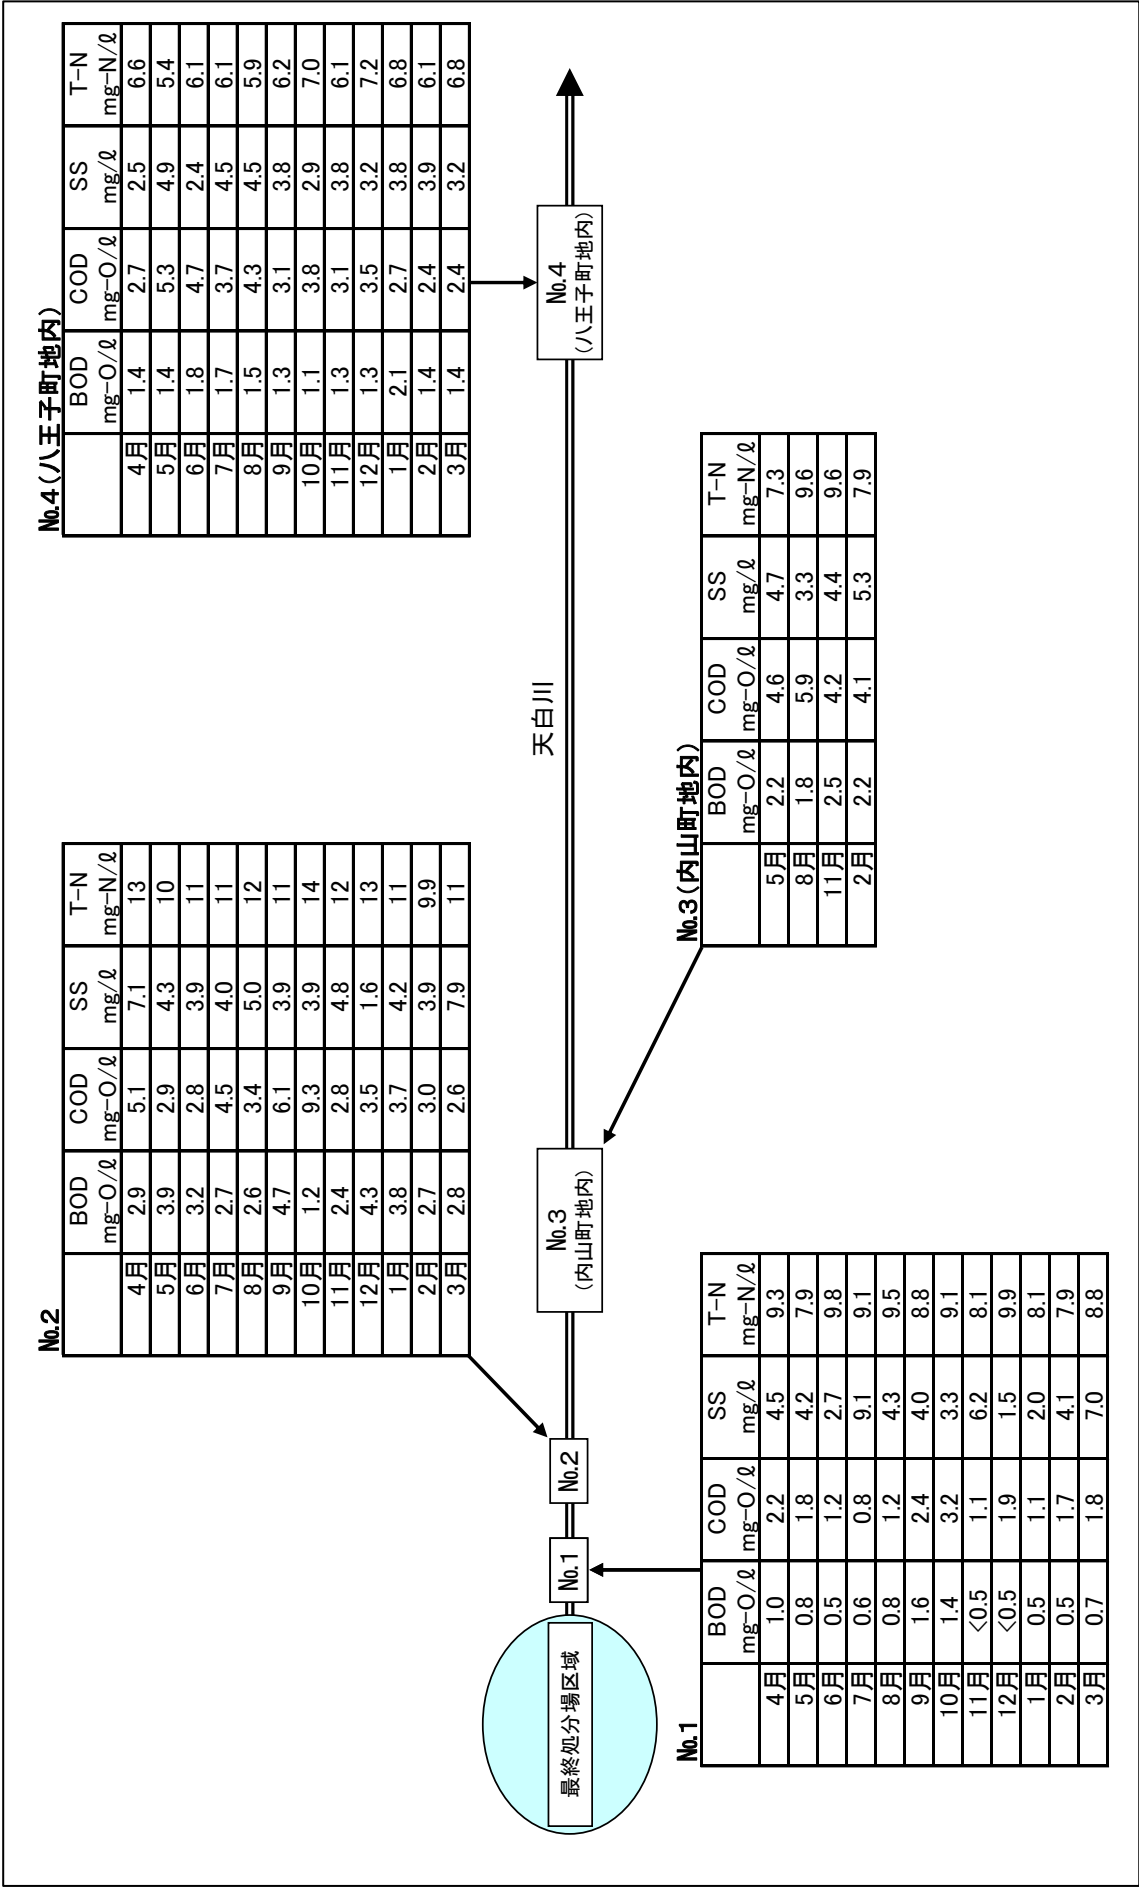 №2
BOD COD SS T-N
mg-O/ℓ mg-O/ℓ mg/ℓ mg-N/ℓ
4月 2.9 5.1 7.1 13
5月 3.9 2.9 4.3 10
6月 3.2 2.8 3.9 11
7月 2.7 4.5 4.0 11
8月 2.6 3.4 5.0 12
9月 4.7 6.1 3.9 11
10月 1.2 9.3 3.9 14
11月 2.4 2.8 4.8 12
12月 4.3 3.5 1.6 13
1月 3.8 3.7 4.2 11
2月 2.7 3.0 3.9 9.9
3月 2.8 2.6 7.9 11
№4(八王子町地内)
BOD COD SS T-N
mg-O/ℓ mg-O/ℓ mg/ℓ mg-N/ℓ
4月 1.4 2.7 2.5 6.6
5月 1.4 5.3 4.9 5.4
6月 1.8 4.7 2.4 6.1
7月 1.7 3.7 4.5 6.1
8月 1.5 4.3 4.5 5.9
9月 1.3 3.1 3.8 6.2
10月 1.1 3.8 2.9 7.0
11月 1.3 3.1 3.8 6.1
12月 1.3 3.5 3.2 7.2
1月 2.1 2.7 3.8 6.8
2月 1.4 2.4 3.9 6.1
3月 1.4 2.4 3.2 6.8
最終処分場区域
№1
№2
№3
(内山町地内)
天白川
№4
(八王子町地内)
№1
BOD COD SS T-N
mg-O/ℓ mg-O/ℓ mg/ℓ mg-N/ℓ
4月 1.0 2.2 4.5 9.3
5月 0.8 1.8 4.2 7.9
6月 0.5 1.2 2.7 9.8
7月 0.6 0.8 9.1 9.1
8月 0.8 1.2 4.3 9.5
9月 1.6 2.4 4.0 8.8
10月 1.4 3.2 3.3 9.1
11月 <0.5 1.1 6.2 8.1
12月 <0.5 1.9 1.5 9.9
1月 0.5 1.1 2.0 8.1
2月 0.5 1.7 4.1 7.9
3月 0.7 1.8 7.0 8.8
№3(内山町地内)
BOD COD SS T-N
mg-O/ℓ mg-O/ℓ mg/ℓ mg-N/ℓ
5月 2.2 4.6 4.7 7.3
8月 1.8 5.9 3.3 9.6
11月 2.5 4.2 4.4 9.6
2月 2.2 4.1 5.3 7.9